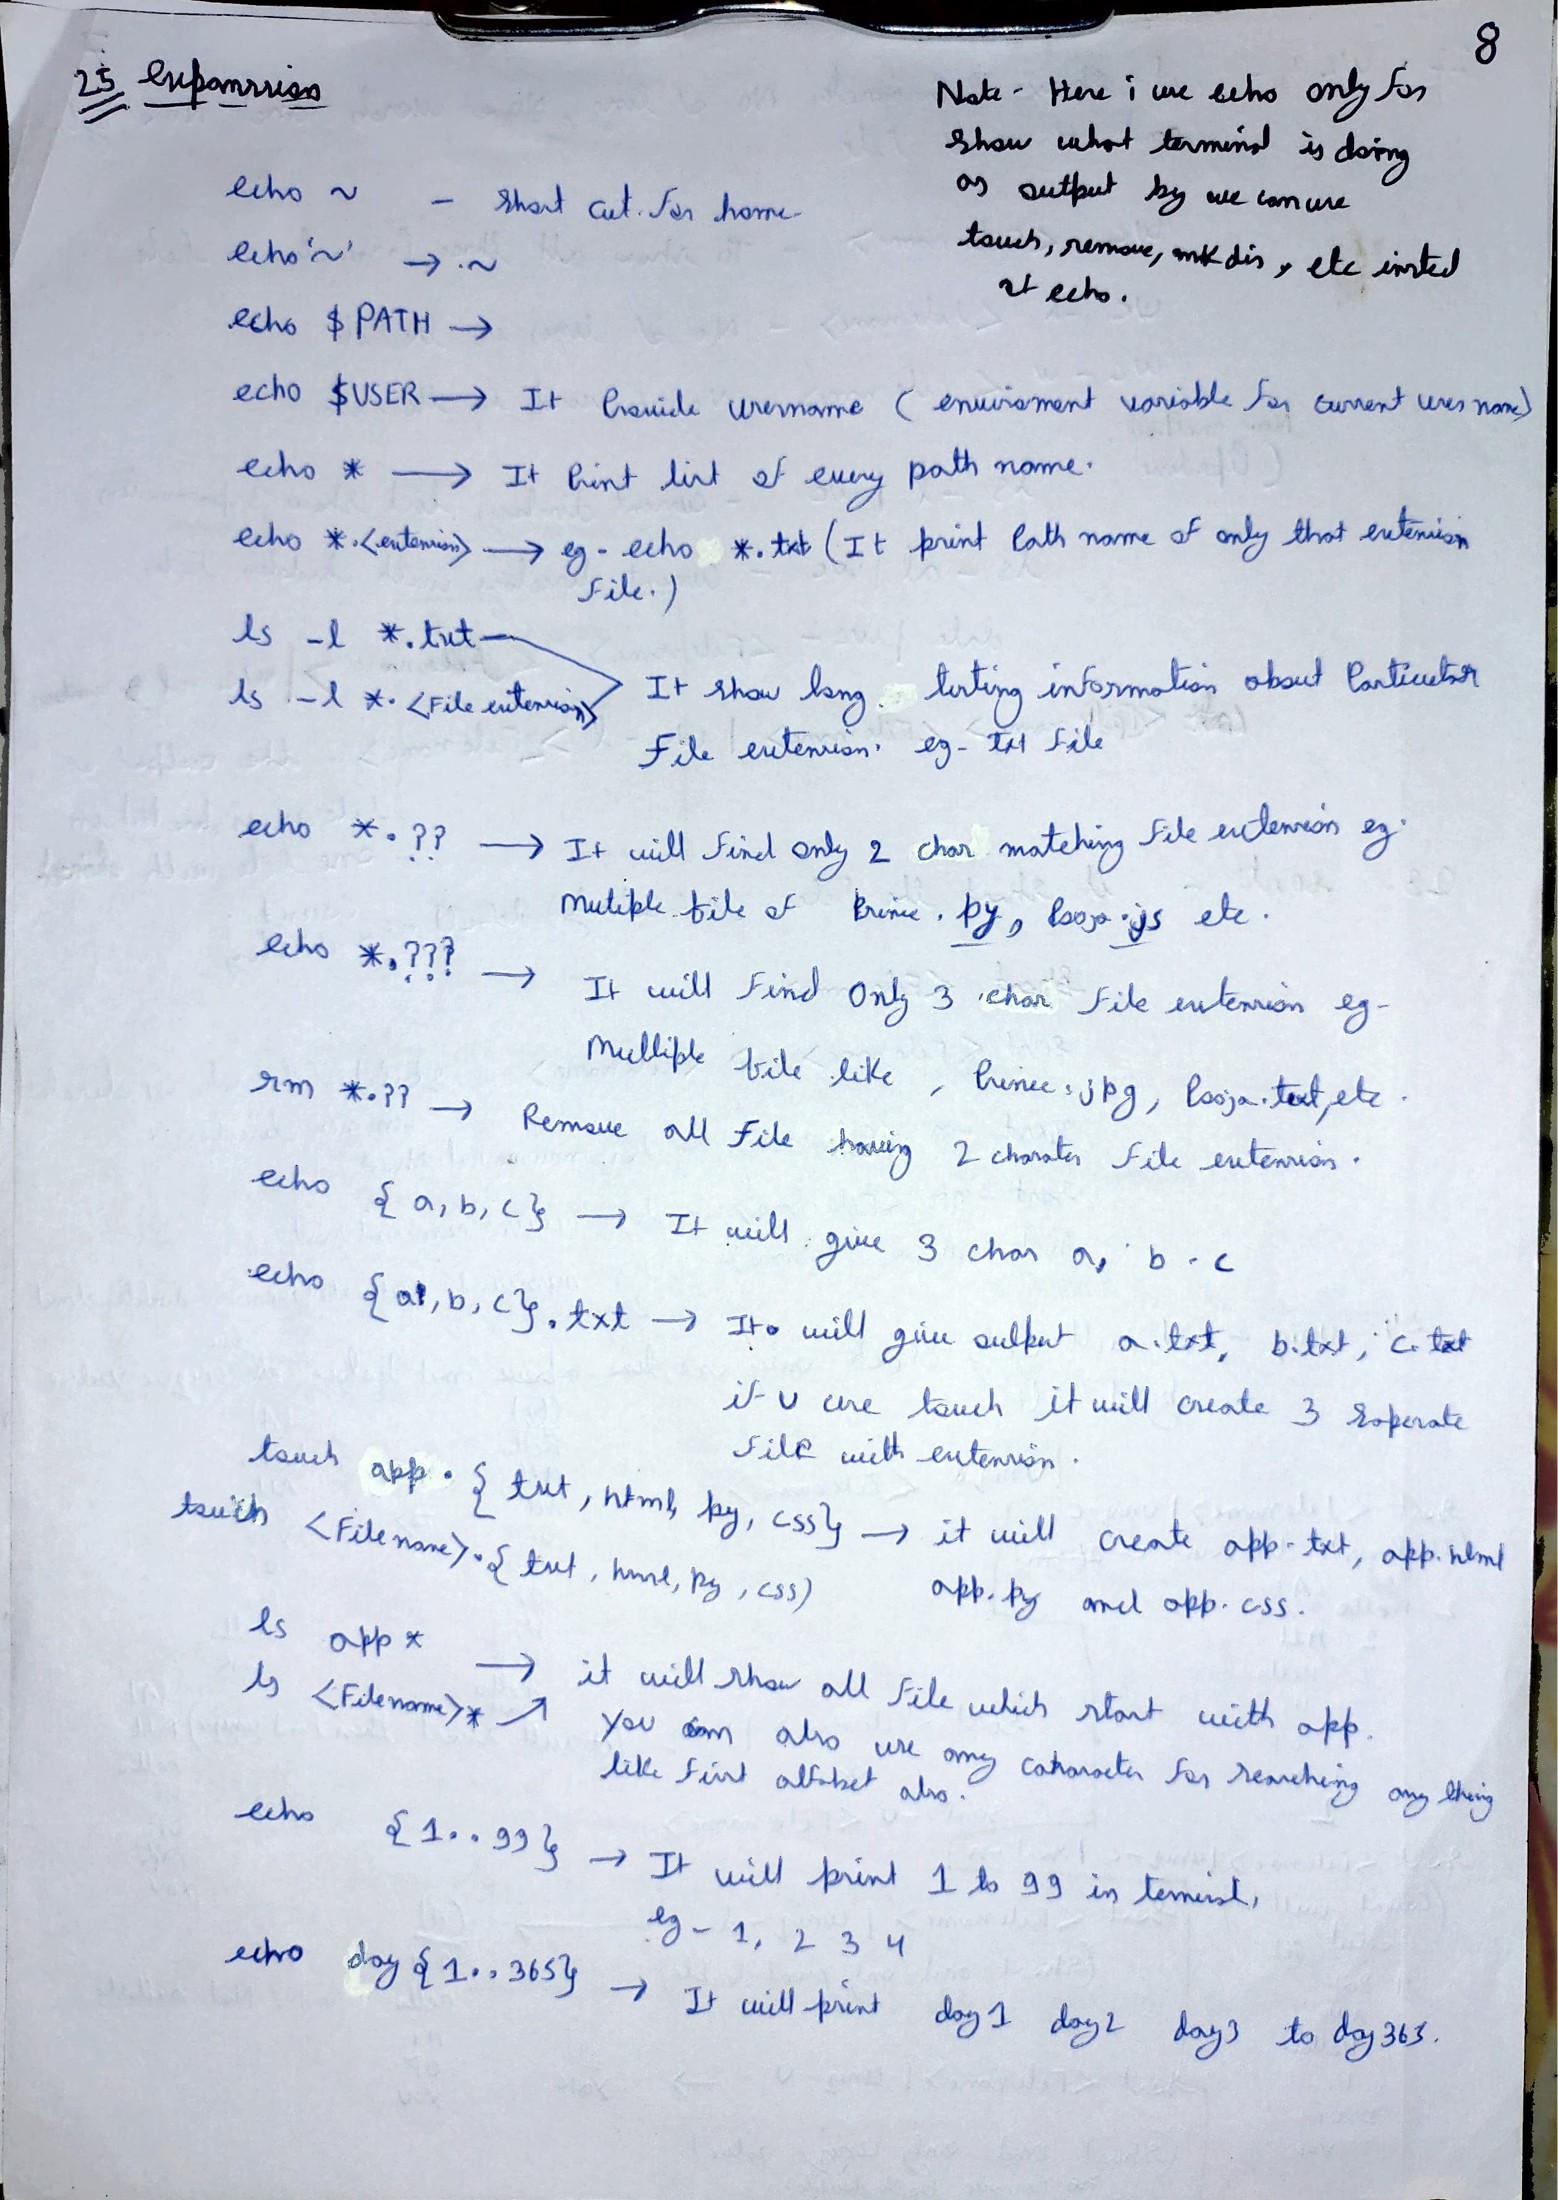 8
25 Expansion
Note - Here i use echo only for
show what terminal is doing
as output by we can use
touch, remove, mkdir, etc insted
of echo.
echo ~ - Short cut for home
echo '~' → ~
echo $PATH →
echo $USER → It Provide username ( enviroment variable for current user name)
echo * → It Print list of every path name.
echo *.<extension> → eg - echo *.txt (It print Path name of only that extension
file.)
ls -l *.txt
ls -l *.<File extension> It show long listing information about Particular
File extension. eg - txt file
echo *.?? → It will find only 2 char matching file extension eg.
Mutiple file of Prince.py, Pooja.js etc.
echo *.??? → It will find Only 3 char file extension eg -
Multiple file like, Prince.jpg, Pooja.text, etc.
rm *.?? → Remove all file having 2 charater file extension.
echo {a, b, c} → It will give 3 char a, b . c
echo {a, b, c}.txt → It will give output a.txt, b.txt, c.txt
if u use touch it will create 3 Seperate
file with extension.
touch app.{txt, html, py, css} → it will create app.txt, app.html
touch <File name>.{txt, html, py, css) app.py and app.css.
ls app*
ls <Filename>* → it will show all file which start with app.
You can also use any catharacter for searching any thing
like first alfabet also.
echo {1..99} → It will print 1 to 99 in
eg - 1, 2 3 4
echo day{1..365} → It will print day1 day2 day3 to day365.